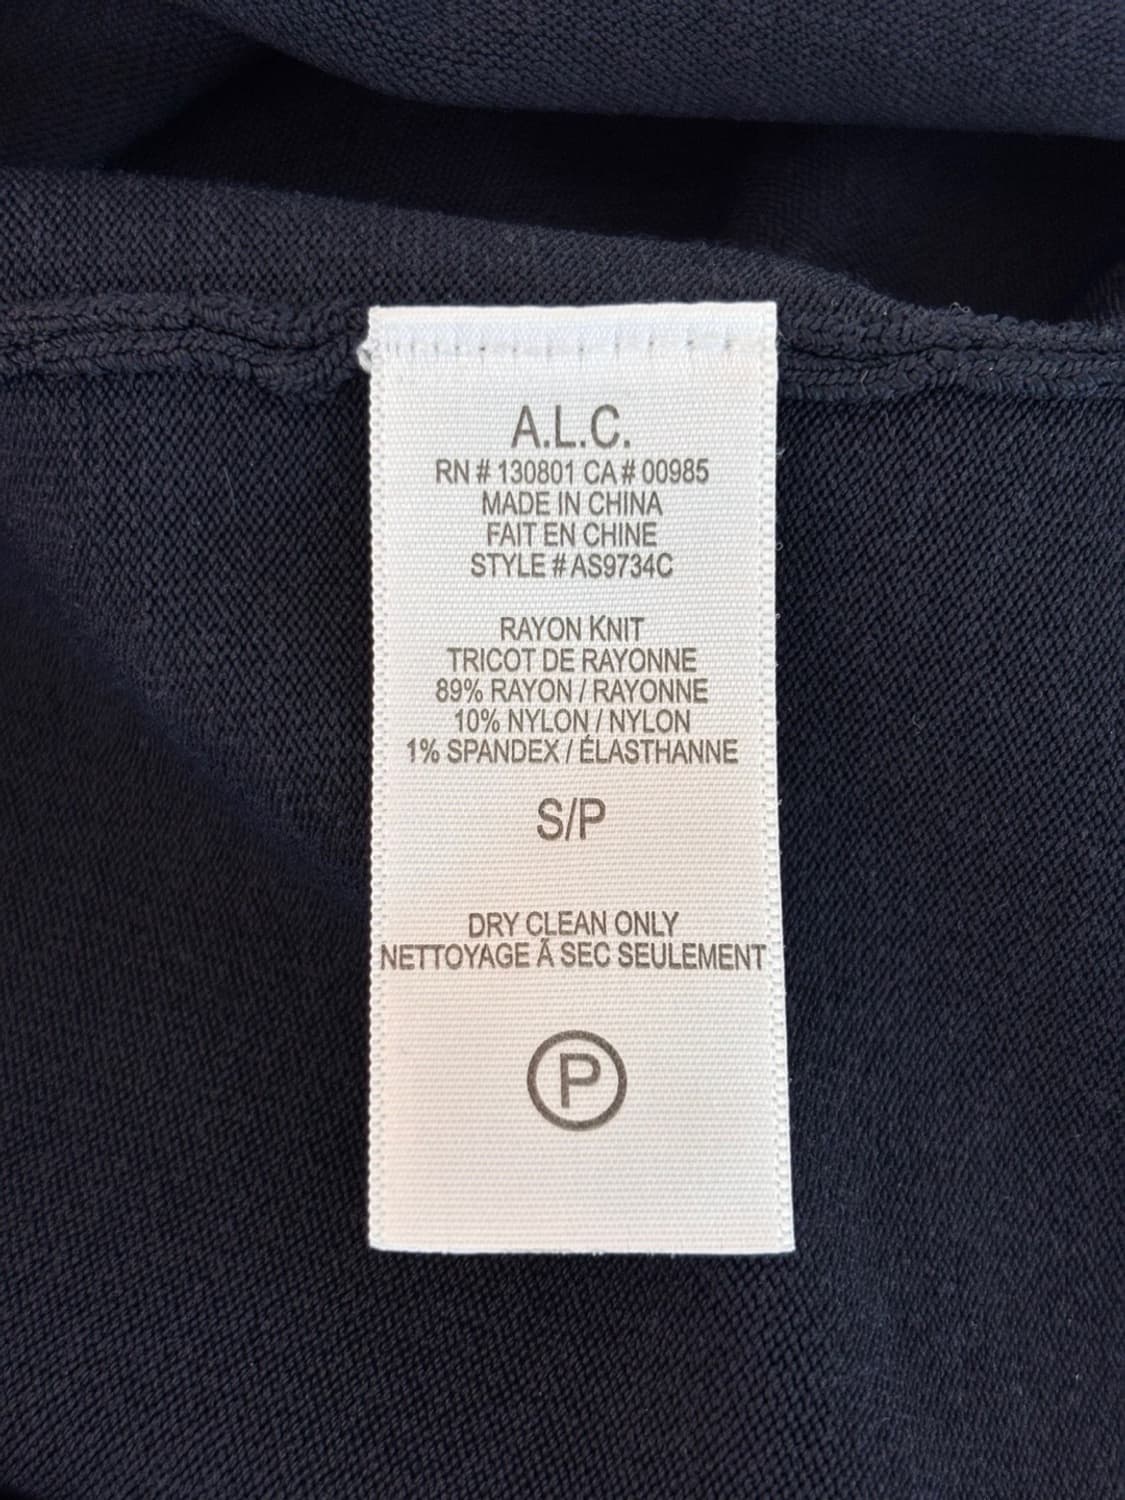 A.L.C.
RN # 130801 CA # 00985
MADE IN CHINA
FAIT EN CHINE
STYLE # AS9734C
RAYON KNIT
TRICOT DE RAYONNE
89% RAYON / RAYONNE
10% NYLON / NYLON
1% SPANDEX / ÉLASTHANNE
S/P
DRY CLEAN ONLY
NETTOYAGE Ã SEC SEULEMENT
P